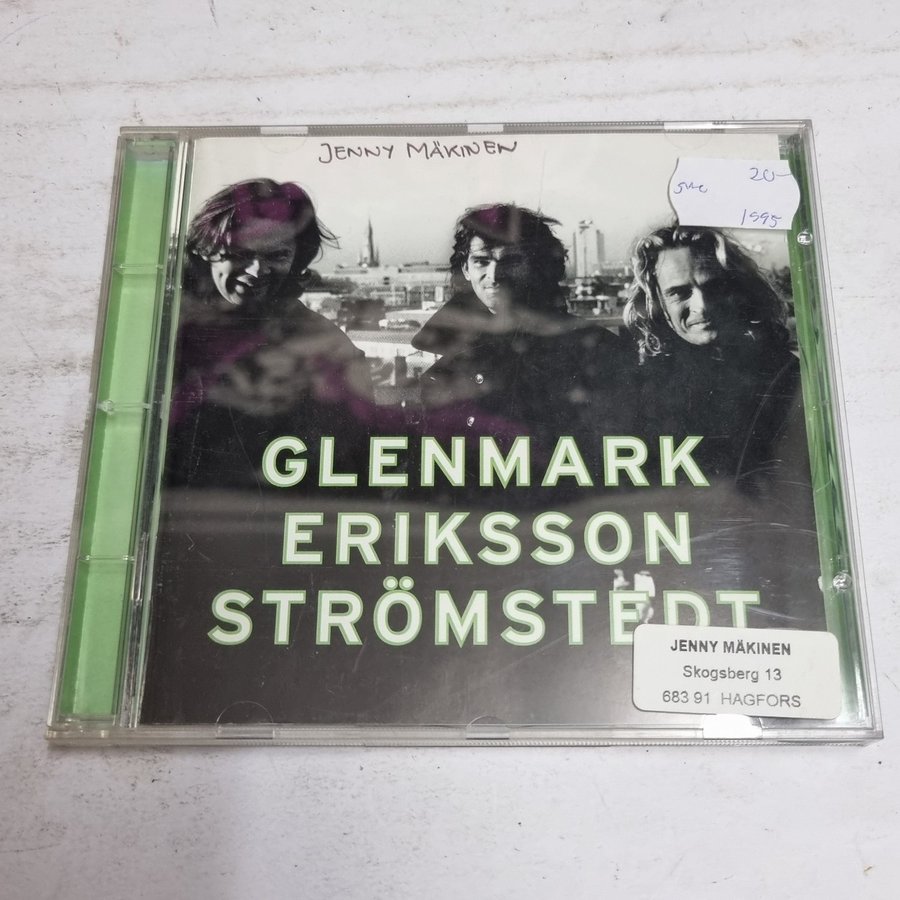 JENNY MÄKINEN
20-
1995
GLENMARK
ERIKSSON
STRÖMSTEDT
JENNY MÄKINEN
Skogsberg 13
683 91 HAGFORS